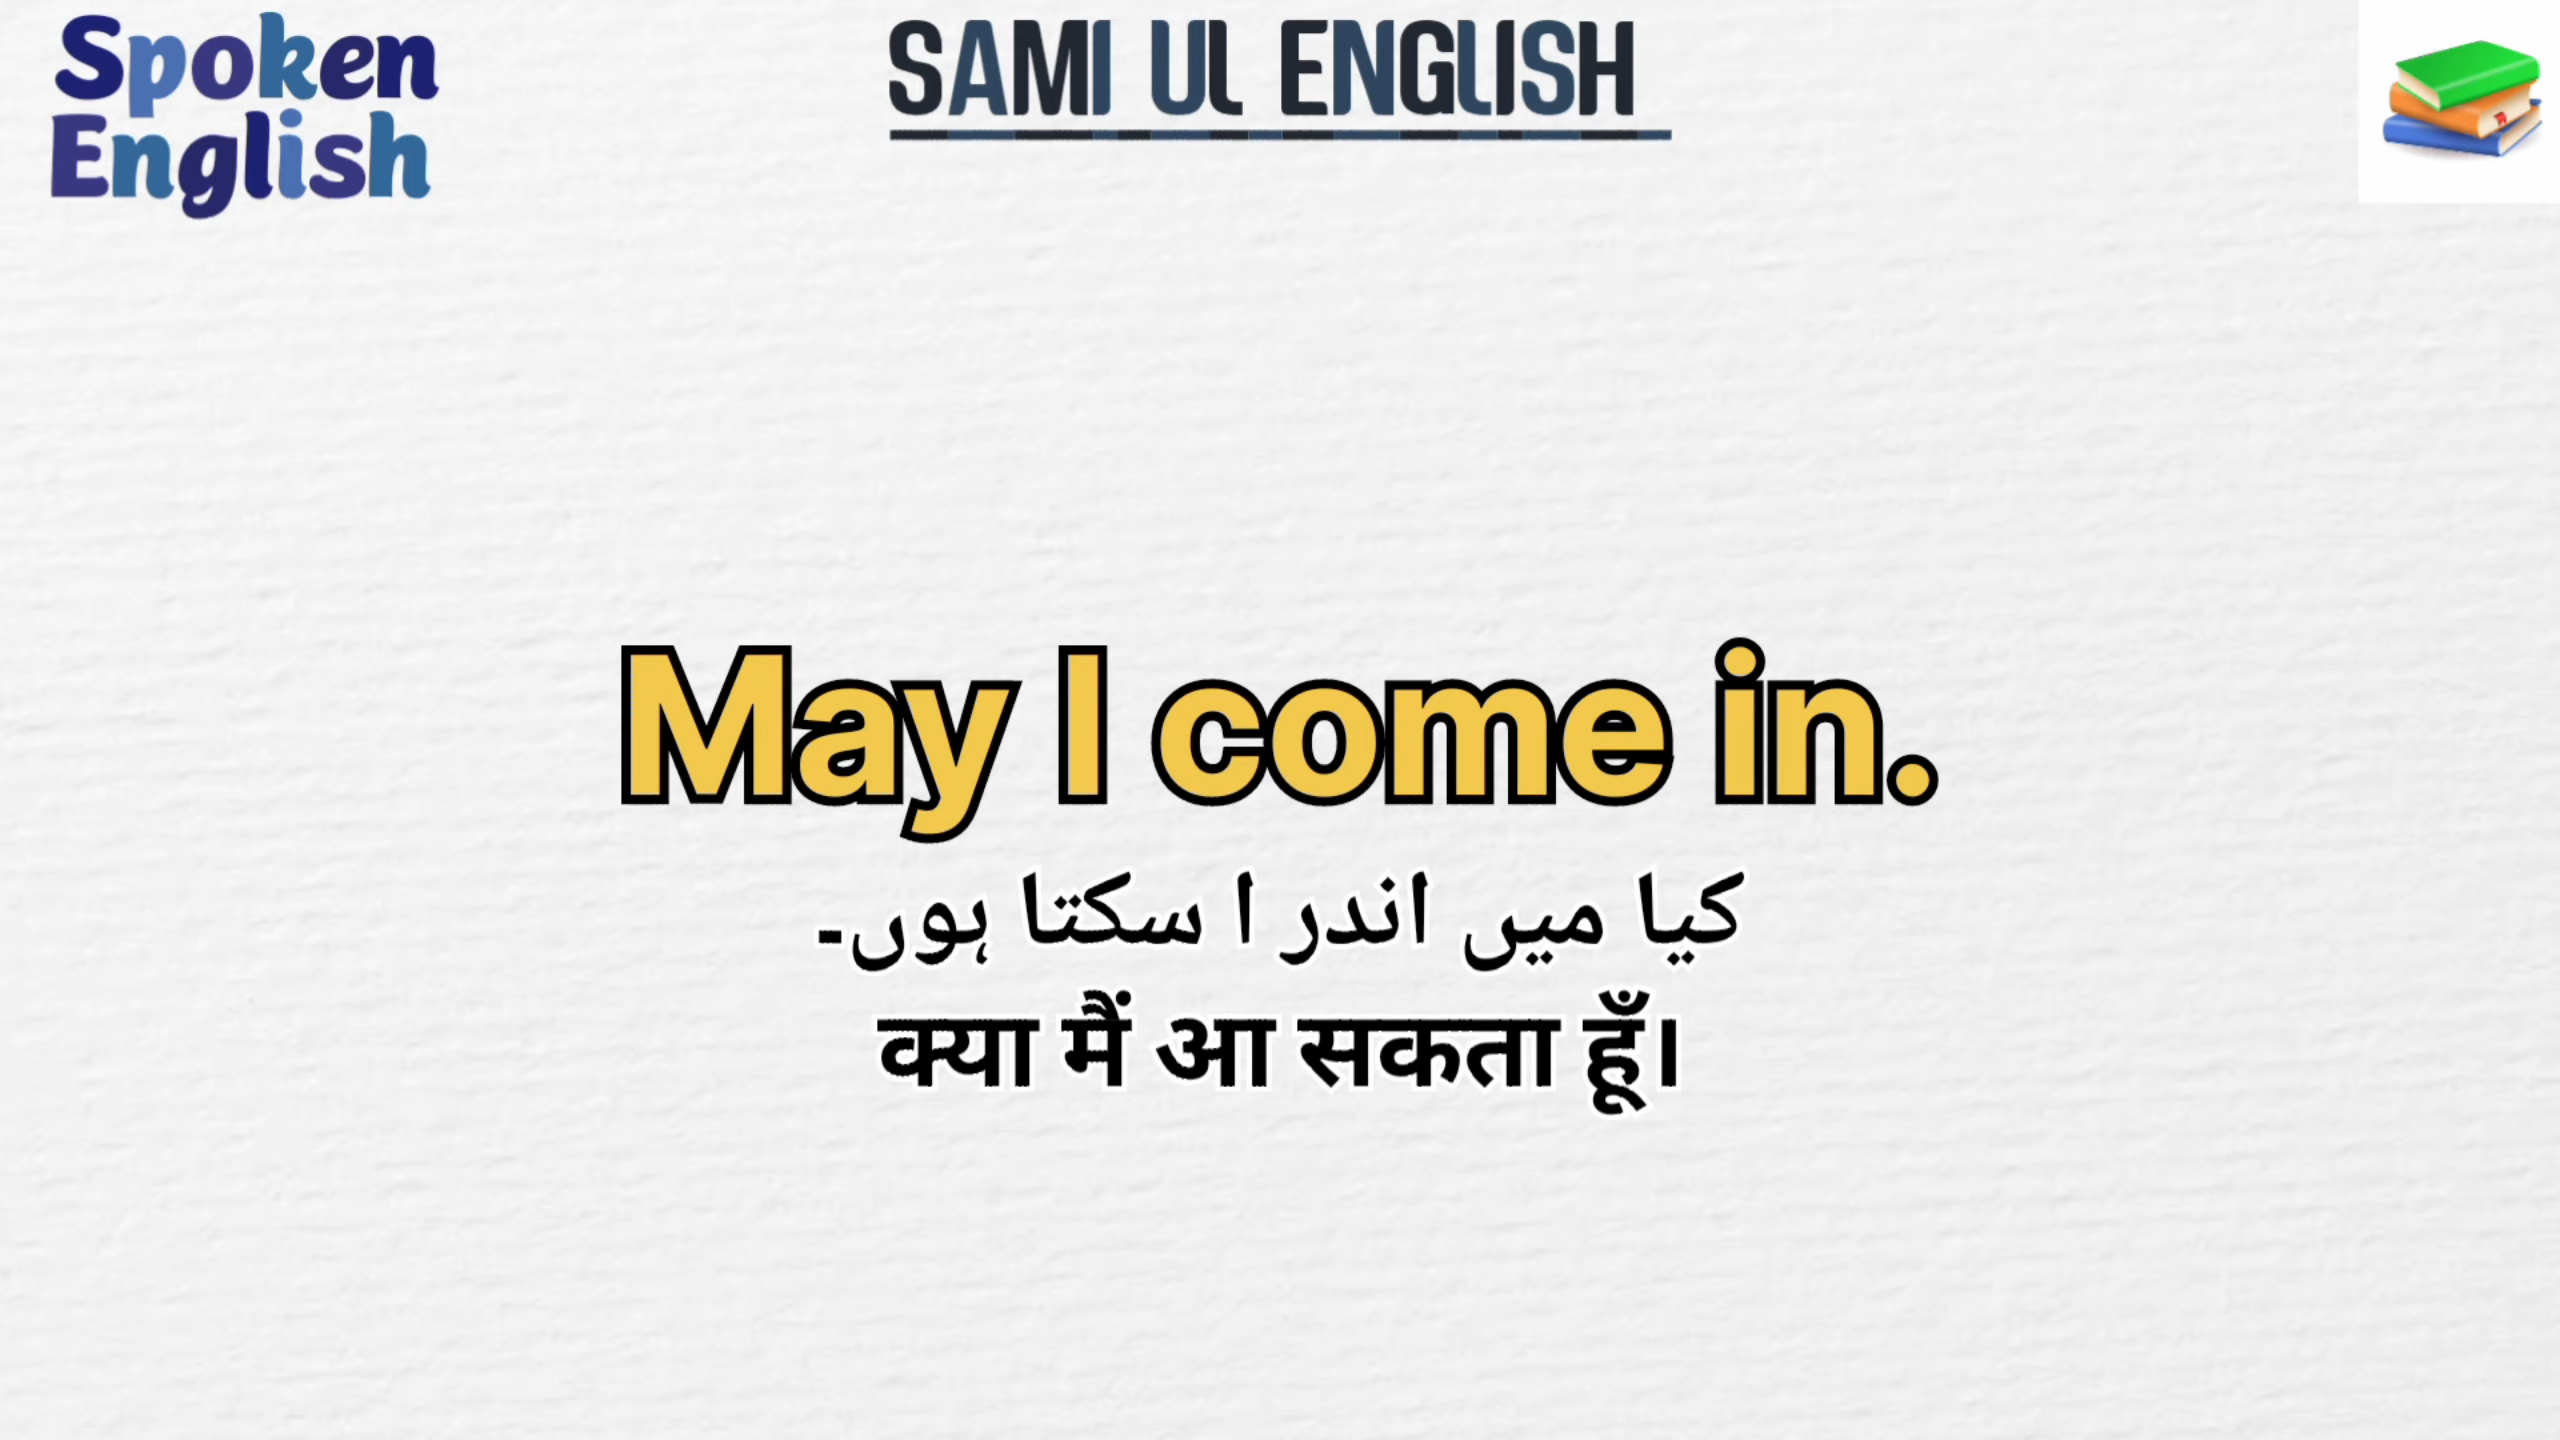 Spoken
English
SAMI UL ENGLISH
May I come in.
کیا میں اندر ا سکتا ہوں۔
क्या मैं आ सकता हूँ।